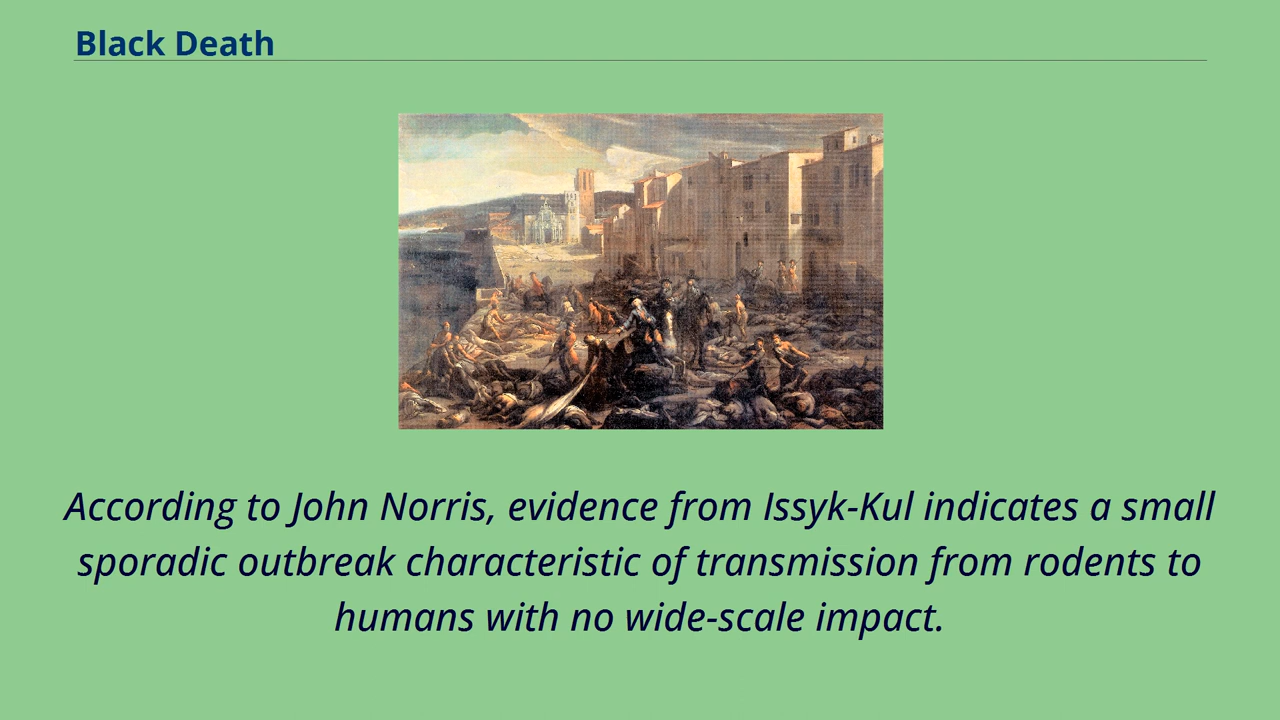 Black Death
According to John Norris, evidence from Issyk-Kul indicates a small
sporadic outbreak characteristic of transmission from rodents to
humans with no wide-scale impact.